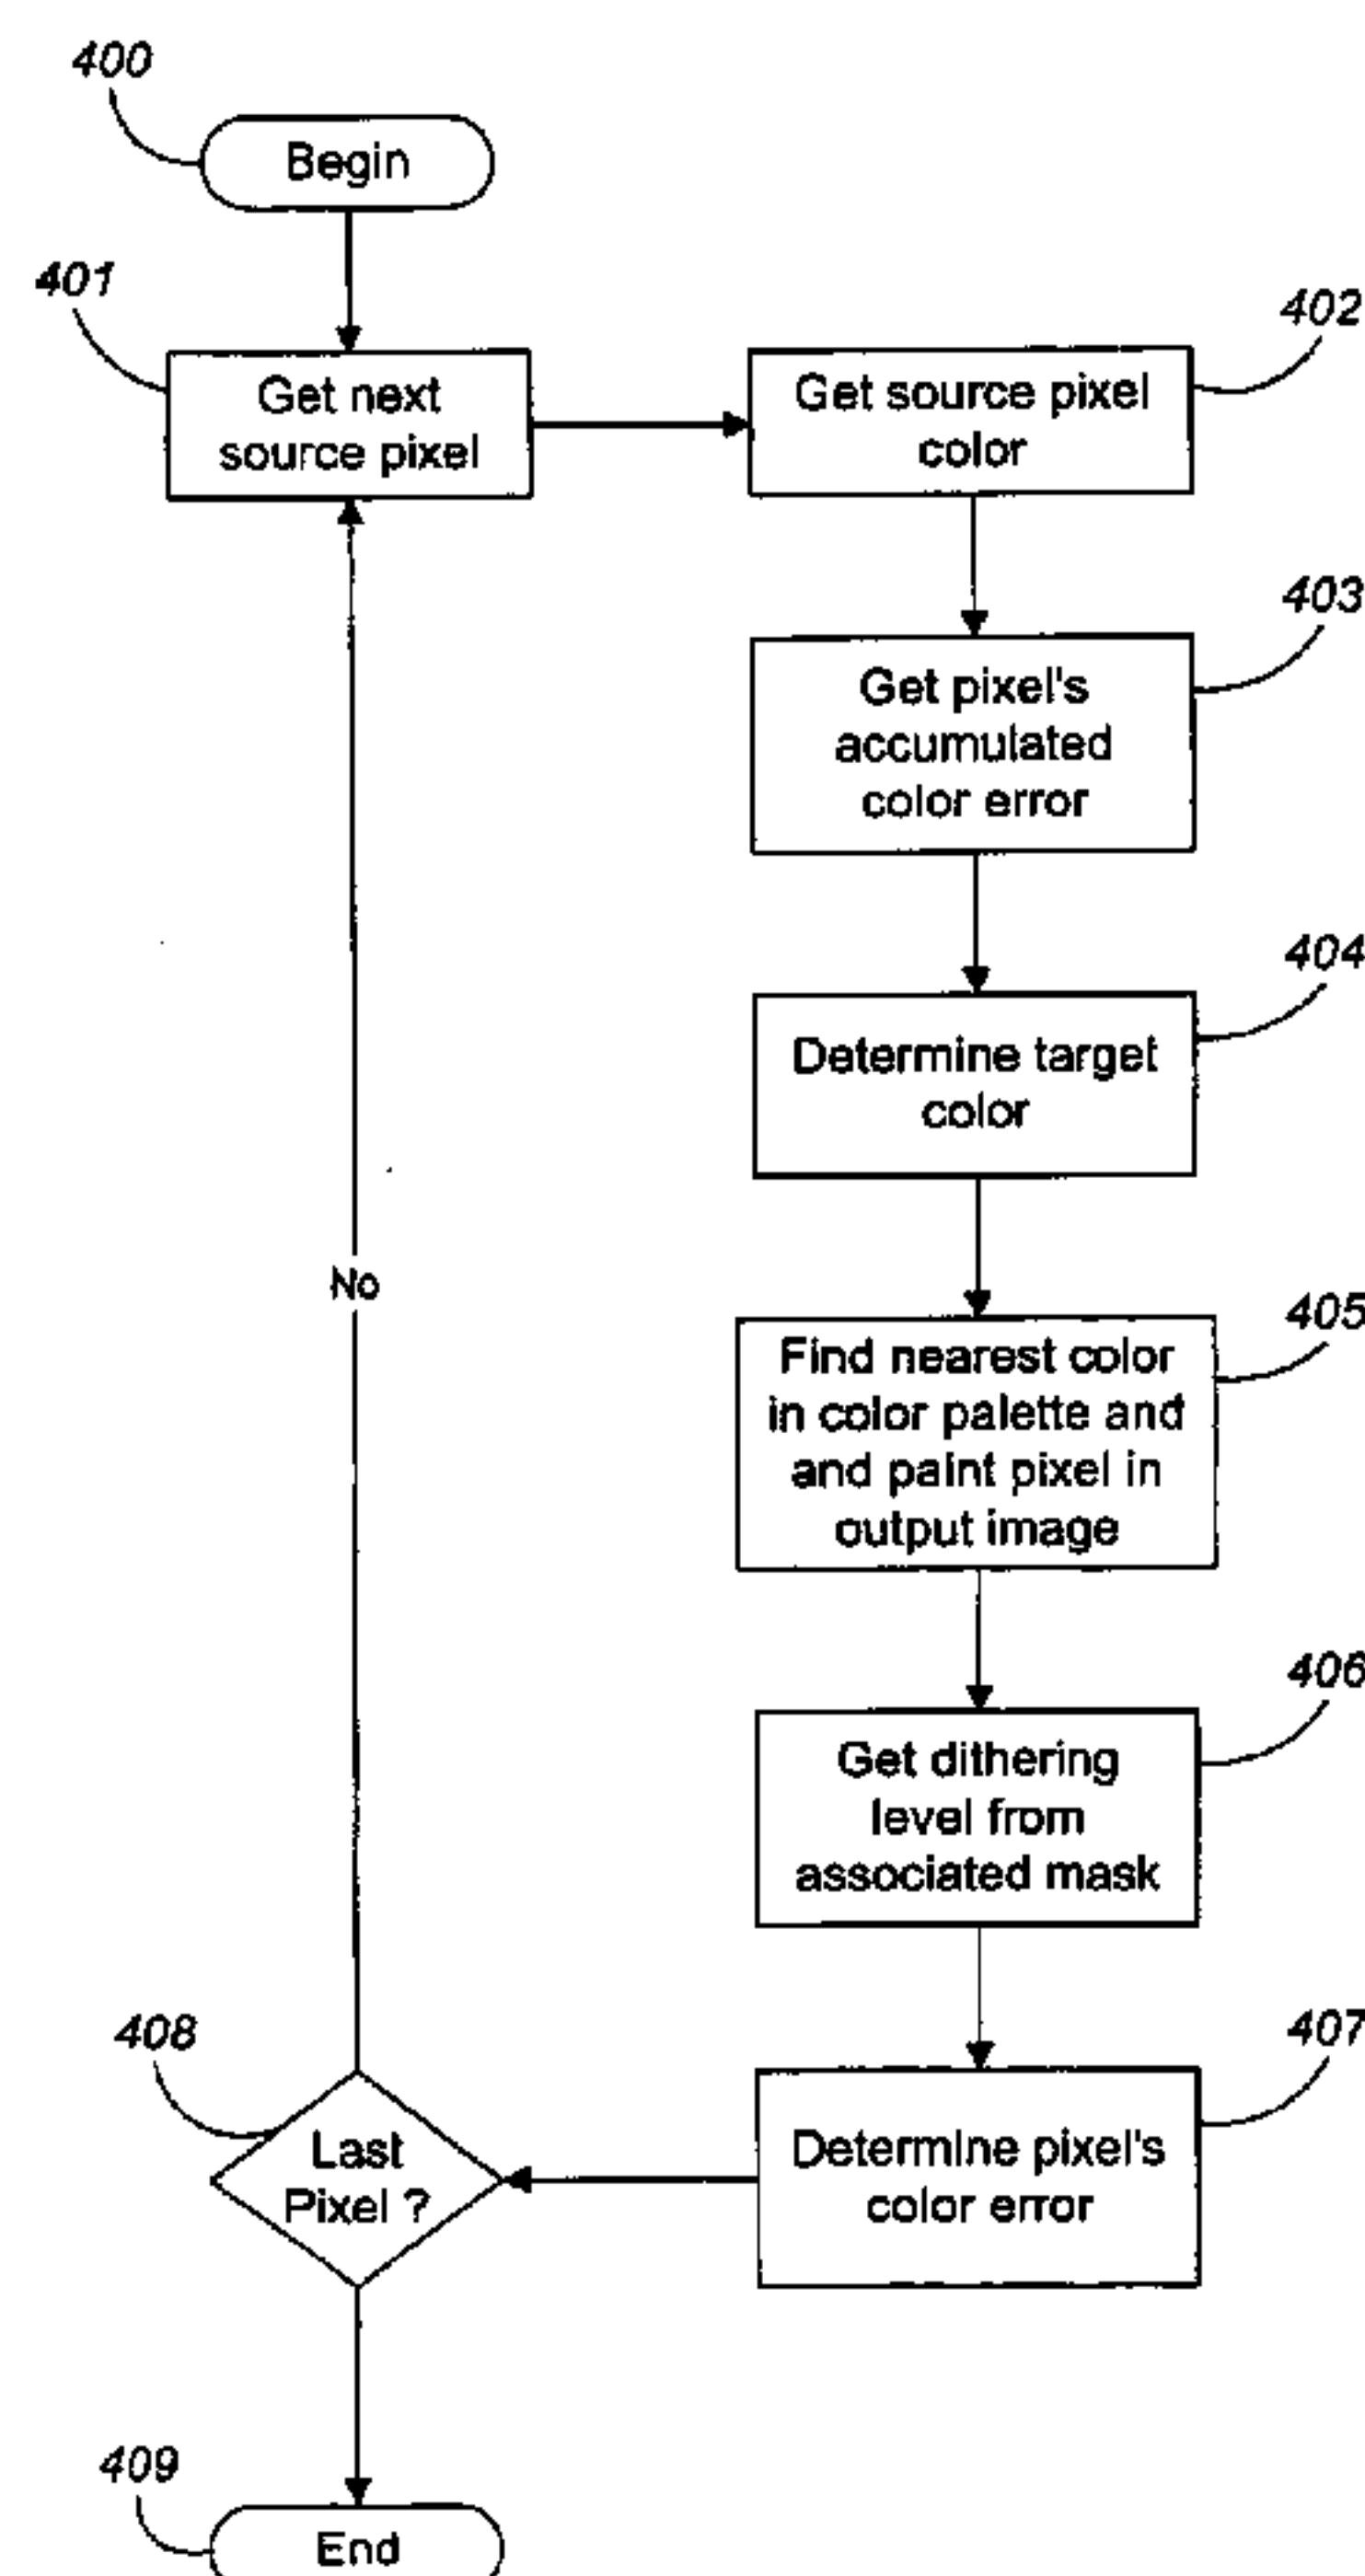 400
Begin
401
Get next
source pixel
402
Get source pixel
color
403
Get pixel's
accumulated
color error
404
Determine target
color
405
Find nearest color
in color palette and
and paint pixel in
output image
406
Get dithering
level from
associated mask
407
Determine pixel's
color error
408
Last
Pixel ?
No
409
End